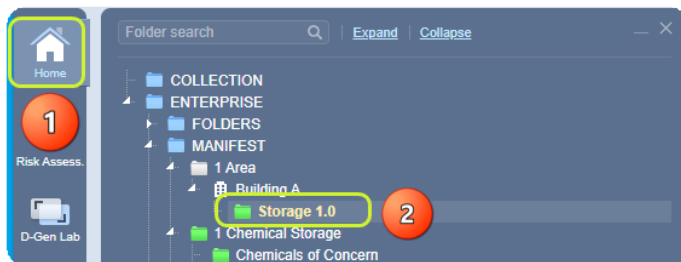 Folder search
Expand
Collapse
Home
COLLECTION
ENTERPRISE
1
FOLDERS
MANIFEST
Risk Assess.
1 Area
Building A
Storage 1.0
2
D-Gen Lab
1 Chemical Storage
Chemicals of Concern